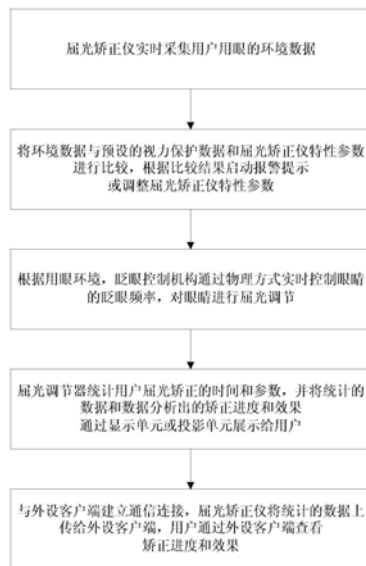 屈光矫正仪实时采集用户用眼的环境数据
将环境数据与预设的视力保护数据和屈光矫正仪特性参数
进行比较，根据比较结果启动报警提示
或调整屈光矫正仪特性参数
根据用眼环境，眨眼控制机构通过物理方式实时控制眼睛
的眨眼频率，对眼睛进行屈光调节
屈光调节器统计用户屈光矫正的时间和参数，并将统计的
数据和数据分析出的矫正进度和效果
通过显示单元或投影单元展示给用户
与外设客户端建立通信连接，屈光矫正仪将统计的数据上
传给外设客户端，用户通过外设客户端查看
矫正进度和效果